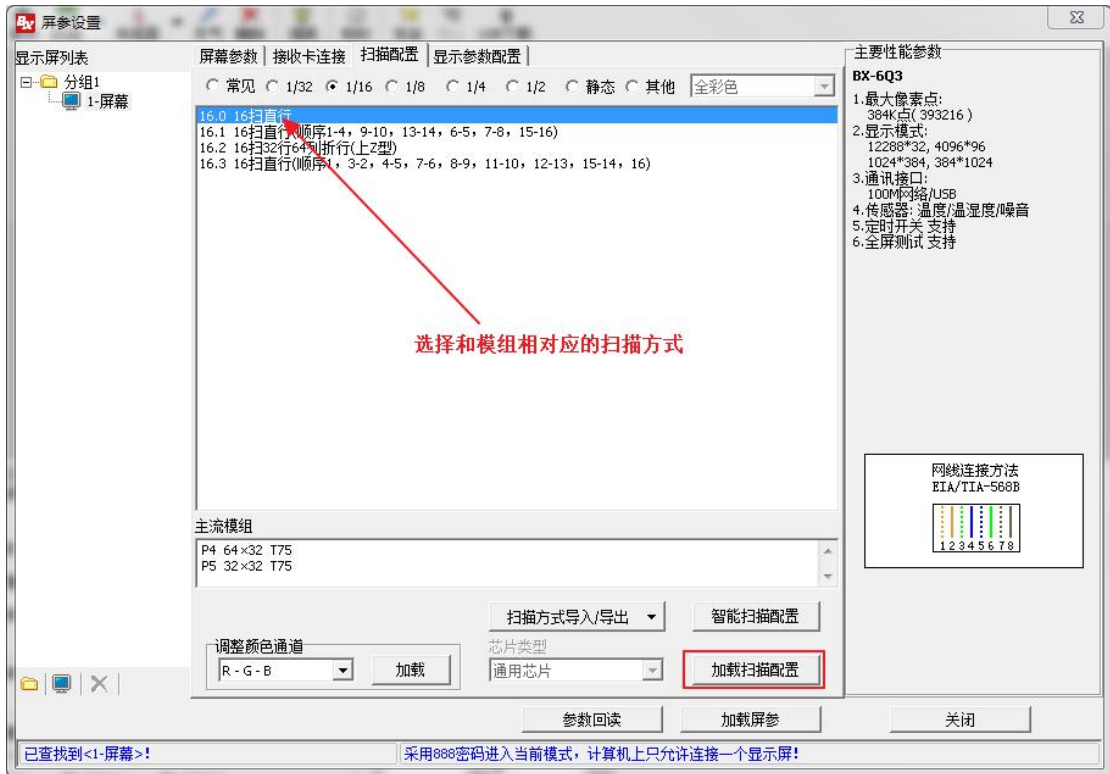 BX 屏参设置
显示屏列表
分组1
1-屏幕
屏幕参数 接收卡连接 扫描配置 显示参数配置
常见 1/32 1/16 1/8 1/4 1/2 静态 其他 全彩色
16.0 16扫直行
16.1 16扫直行(顺序1-4，9-10，13-14，6-5，7-8，15-16)
16.2 16扫32行64列折行(上Z型)
16.3 16扫直行(顺序1，3-2，4-5，7-6，8-9，11-10，12-13，15-14，16)
选择和模组相对应的扫描方式
主流模组
P4 64×32 T75
P5 32×32 T75
扫描方式导入/导出 智能扫描配置
调整颜色通道
R - G - B 加载
芯片类型
通用芯片 加载扫描配置
参数回读 加载屏参 关闭
主要性能参数
BX-6Q3
1.最大像素点:
384K点( 393216 )
2.显示模式:
12288*32, 4096*96
1024*384, 384*1024
3.通讯接口:
100M网络/USB
4.传感器: 温度/温湿度/噪音
5.定时开关 支持
6.全屏测试 支持
网线连接方法
EIA/TIA-568B
1 2 3 4 5 6 7 8
已查找到<1-屏幕>!
采用888密码进入当前模式，计算机上只允许连接一个显示屏!